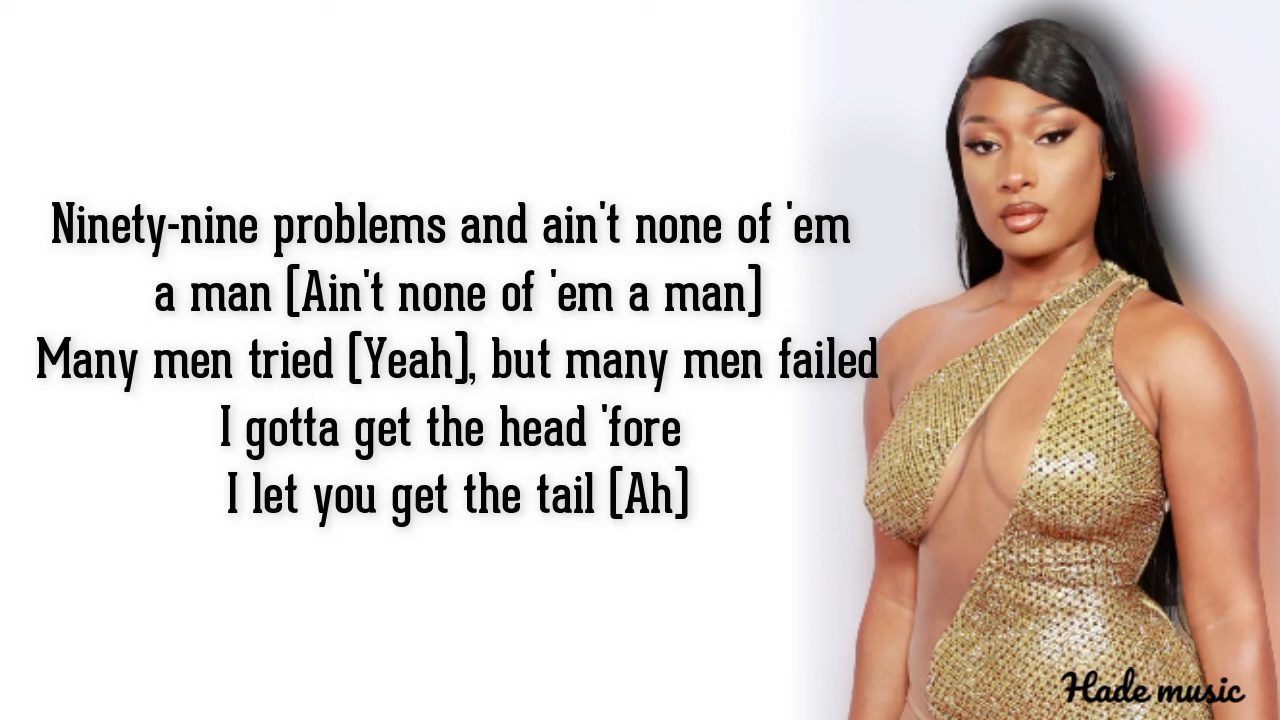 Ninety-nine problems and ain't none of 'em
a man [Ain't none of 'em a man]
Many men tried [Yeah], but many men failed
I gotta get the head 'fore
I let you get the tail [Ah]
Hade music